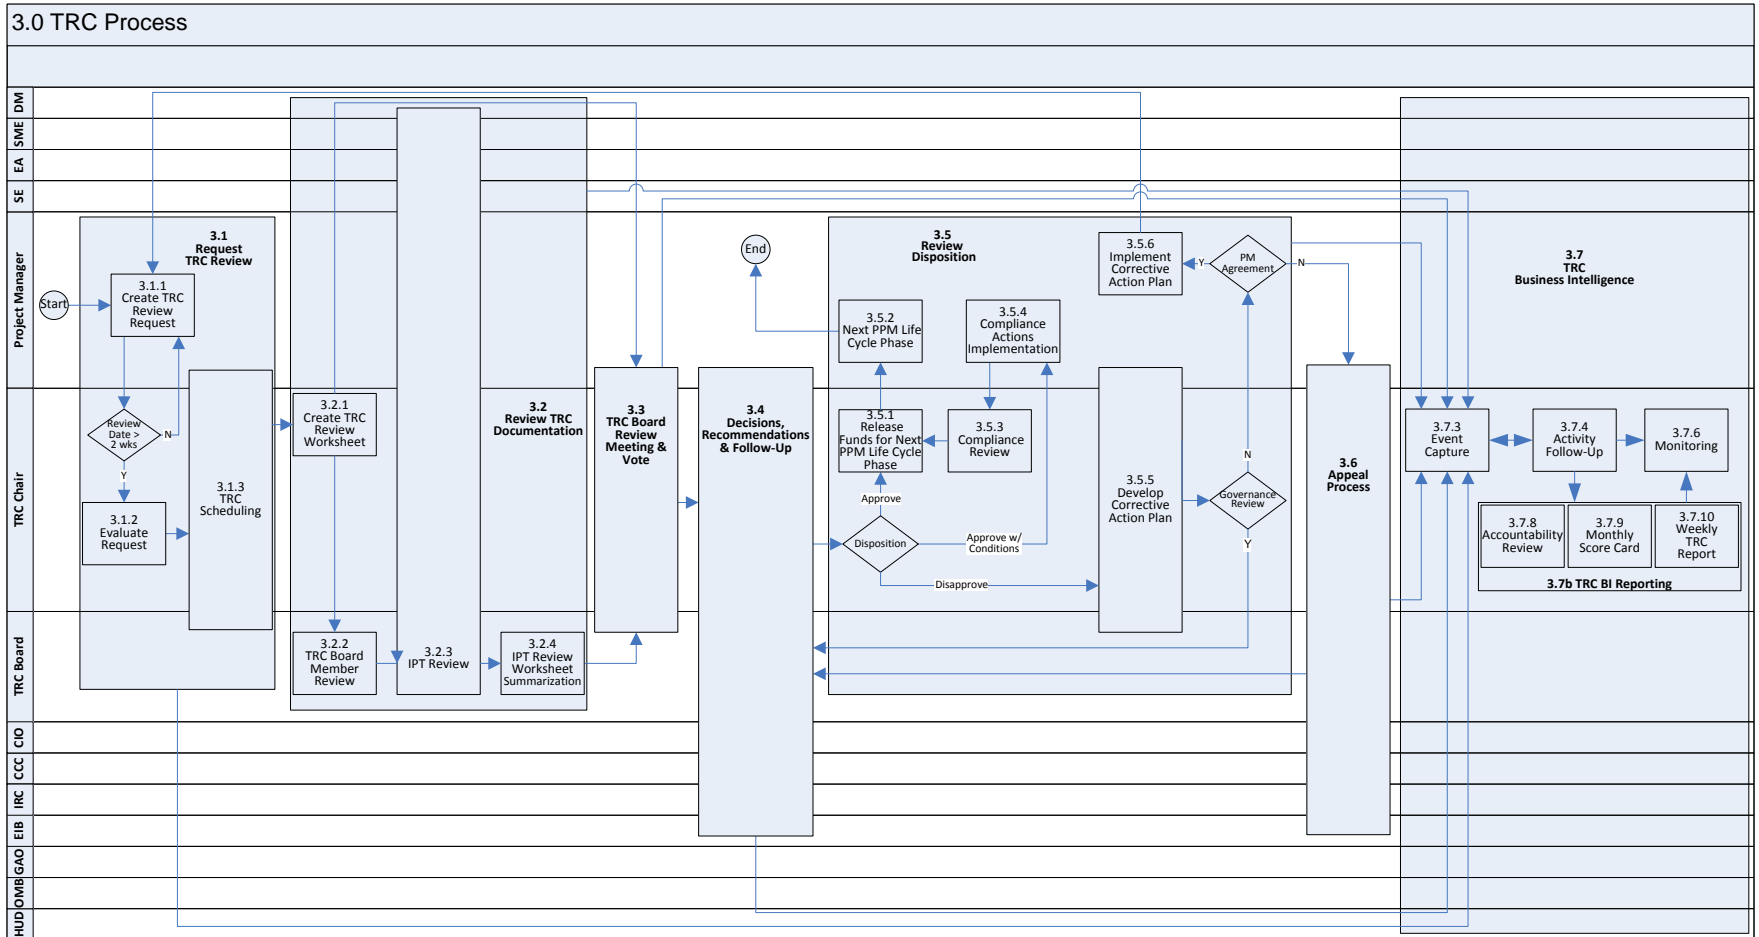 3.0 TRC Process
DM
SME
EA
SE
Project Manager
TRC Chair
TRC Board
CIO
CCC
IRC
EIB
GAO
OMB
HUD
Start
3.1
Request
TRC Review
3.1.1
Create TRC
Review
Request
Review
Date >
2 wks
N
Y
3.1.2
Evaluate
Request
3.1.3
TRC
Scheduling
3.2.1
Create TRC
Review
Worksheet
3.2
Review TRC
Documentation
3.2.2
TRC Board
Member
Review
3.2.3
IPT Review
3.2.4
IPT Review
Worksheet
Summarization
3.3
TRC Board
Review
Meeting &
Vote
3.4
Decisions,
Recommendations
& Follow-Up
End
3.5
Review
Disposition
3.5.2
Next PPM Life
Cycle Phase
3.5.4
Compliance
Actions
Implementation
3.5.1
Release
Funds for Next
PPM Life Cycle
Phase
3.5.3
Compliance
Review
Approve
Disposition
Approve w/
Conditions
Disapprove
3.5.6
Implement
Corrective
Action Plan
Y
PM
Agreement
N
3.5.5
Develop
Corrective
Action Plan
N
Governance
Review
Y
3.6
Appeal
Process
3.7
TRC
Business Intelligence
3.7.3
Event
Capture
3.7.4
Activity
Follow-Up
3.7.6
Monitoring
3.7.8
Accountability
Review
3.7.9
Monthly
Score Card
3.7.10
Weekly
TRC
Report
3.7b TRC BI Reporting